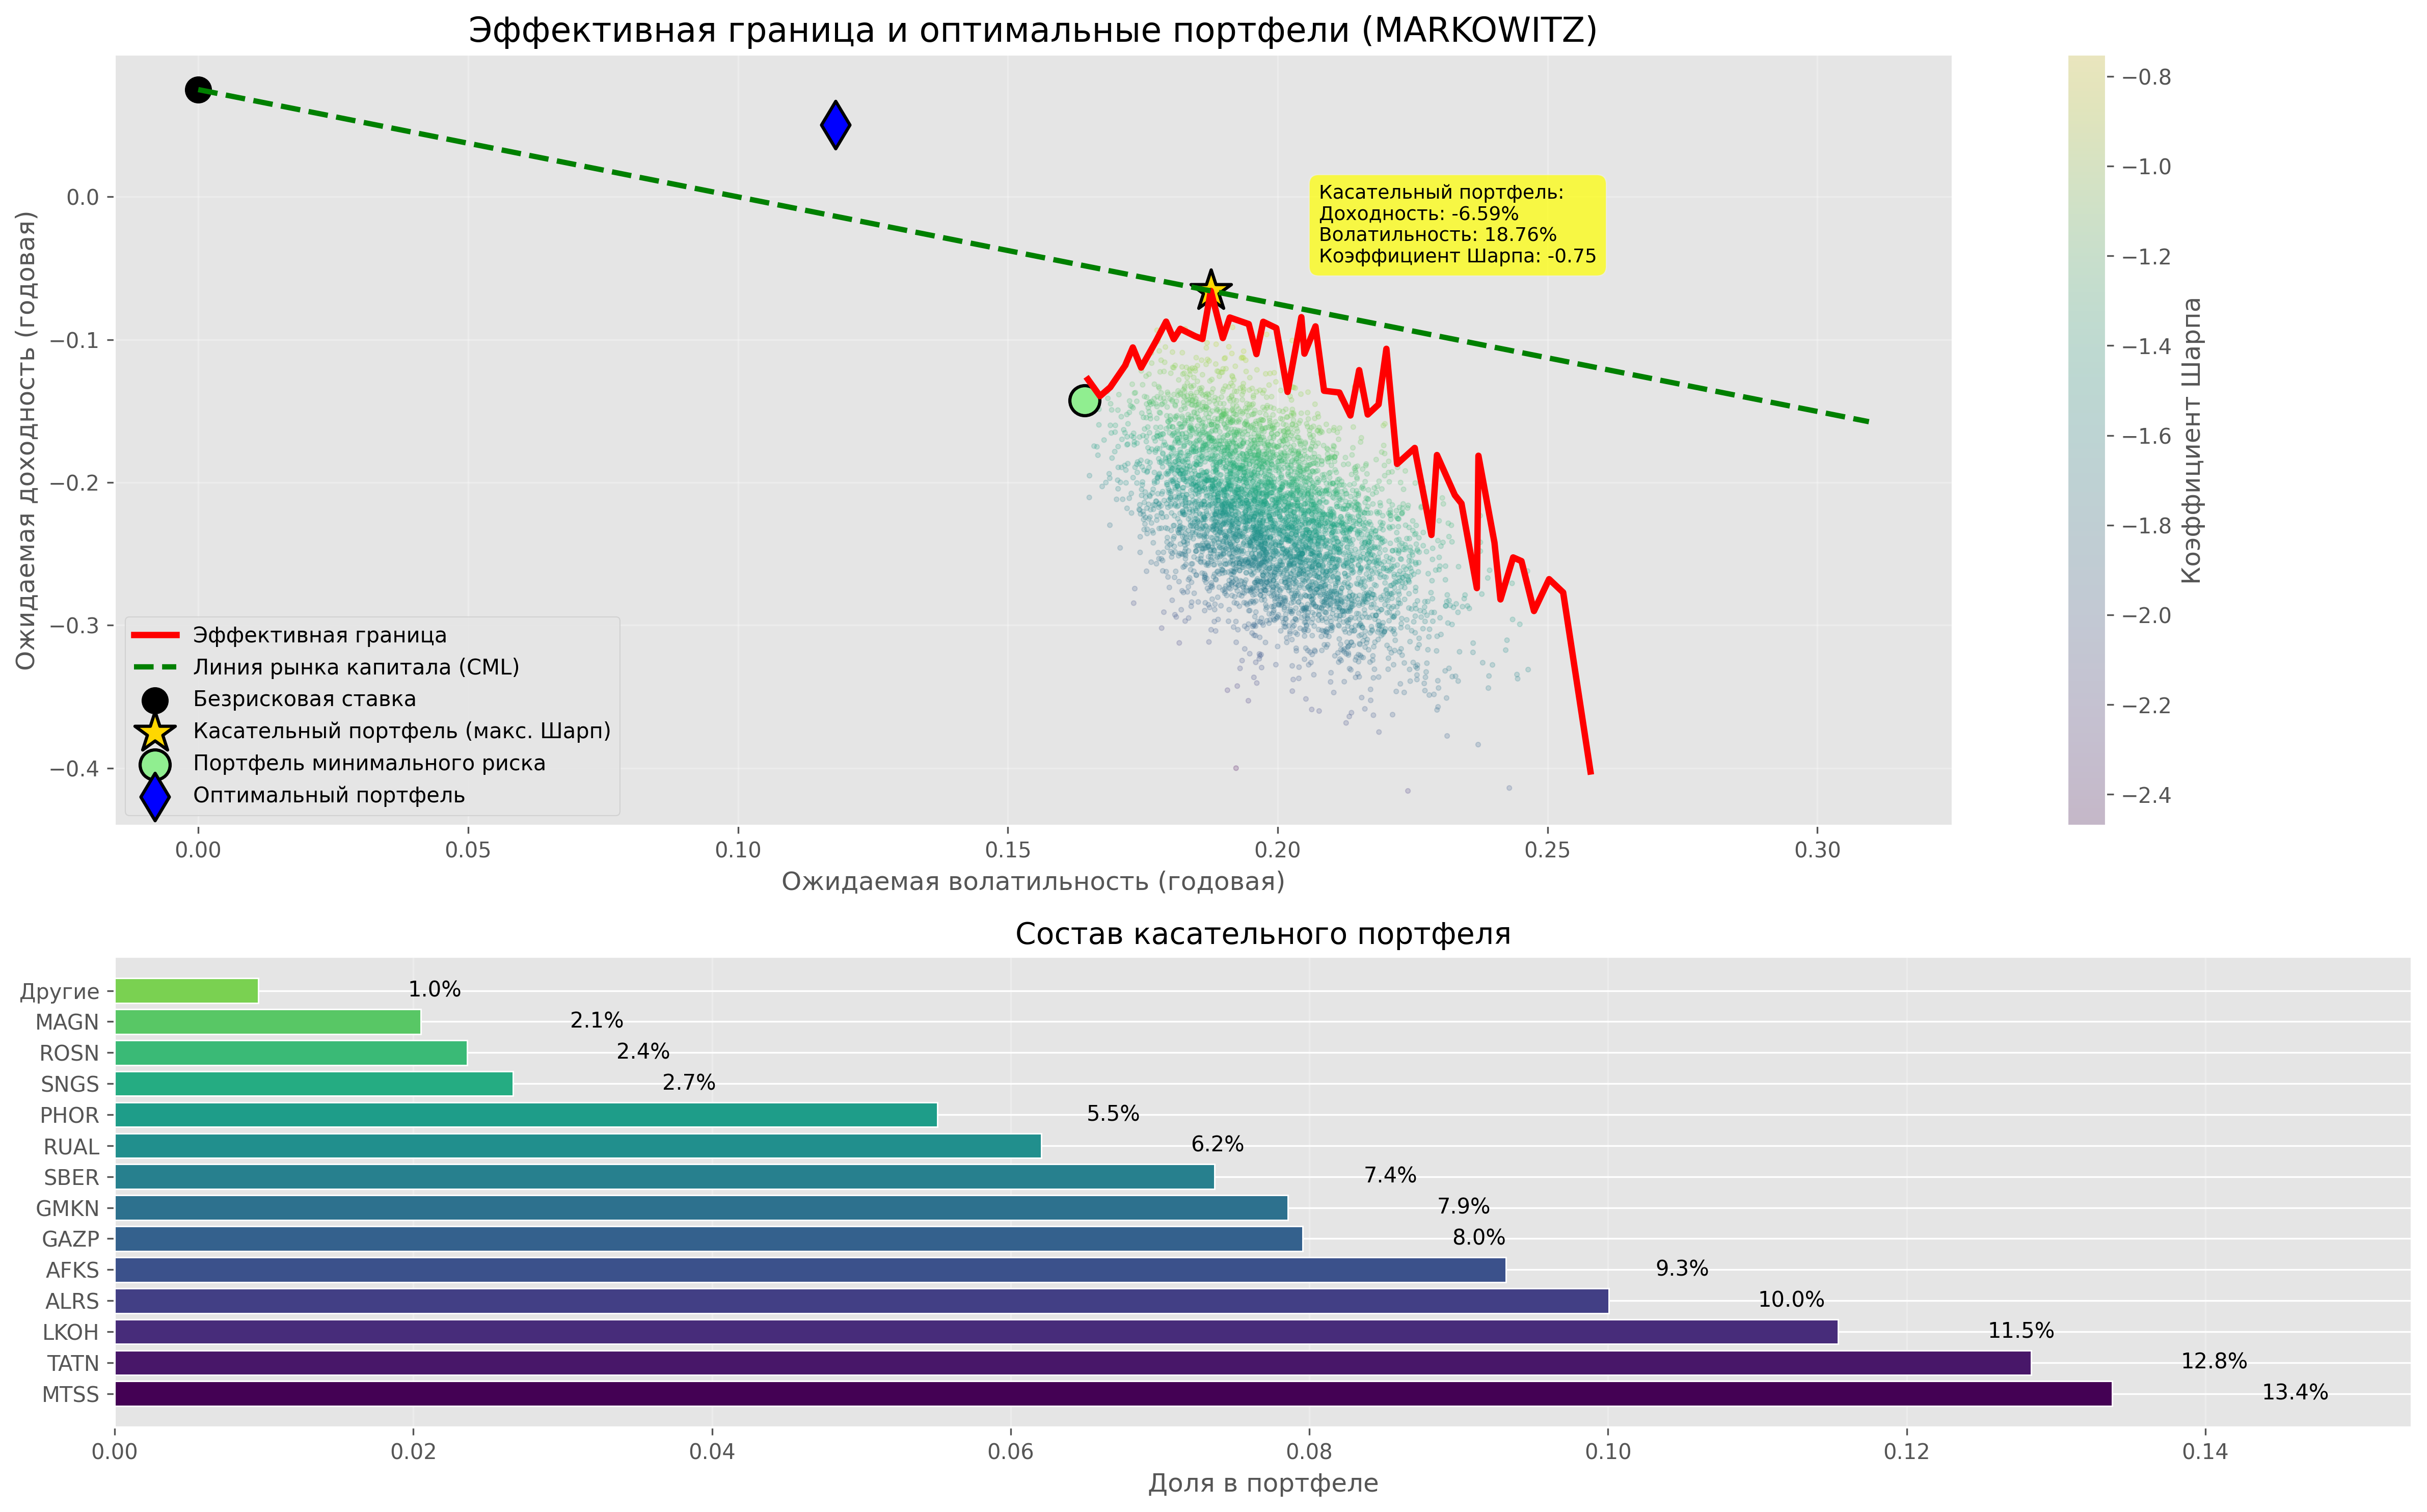 Эффективная граница и оптимальные портфели (MARKOWITZ)
Ожидаемая доходность (годовая)
0.0
−0.1
−0.2
−0.3
−0.4
Касательный портфель:
Доходность: -6.59%
Волатильность: 18.76%
Коэффициент Шарпа: -0.75
Эффективная граница
Линия рынка капитала (CML)
Безрисковая ставка
Касательный портфель (макс. Шарп)
Портфель минимального риска
Оптимальный портфель
0.00 0.05 0.10 0.15 0.20 0.25 0.30
Ожидаемая волатильность (годовая)
−0.8
−1.0
−1.2
−1.4
−1.6
−1.8
−2.0
−2.2
−2.4
Коэффициент Шарпа
Состав касательного портфеля
Другие 1.0%
MAGN 2.1%
ROSN 2.4%
SNGS 2.7%
PHOR 5.5%
RUAL 6.2%
SBER 7.4%
GMKN 7.9%
GAZP 8.0%
AFKS 9.3%
ALRS 10.0%
LKOH 11.5%
TATN 12.8%
MTSS 13.4%
0.00 0.02 0.04 0.06 0.08 0.10 0.12 0.14
Доля в портфеле